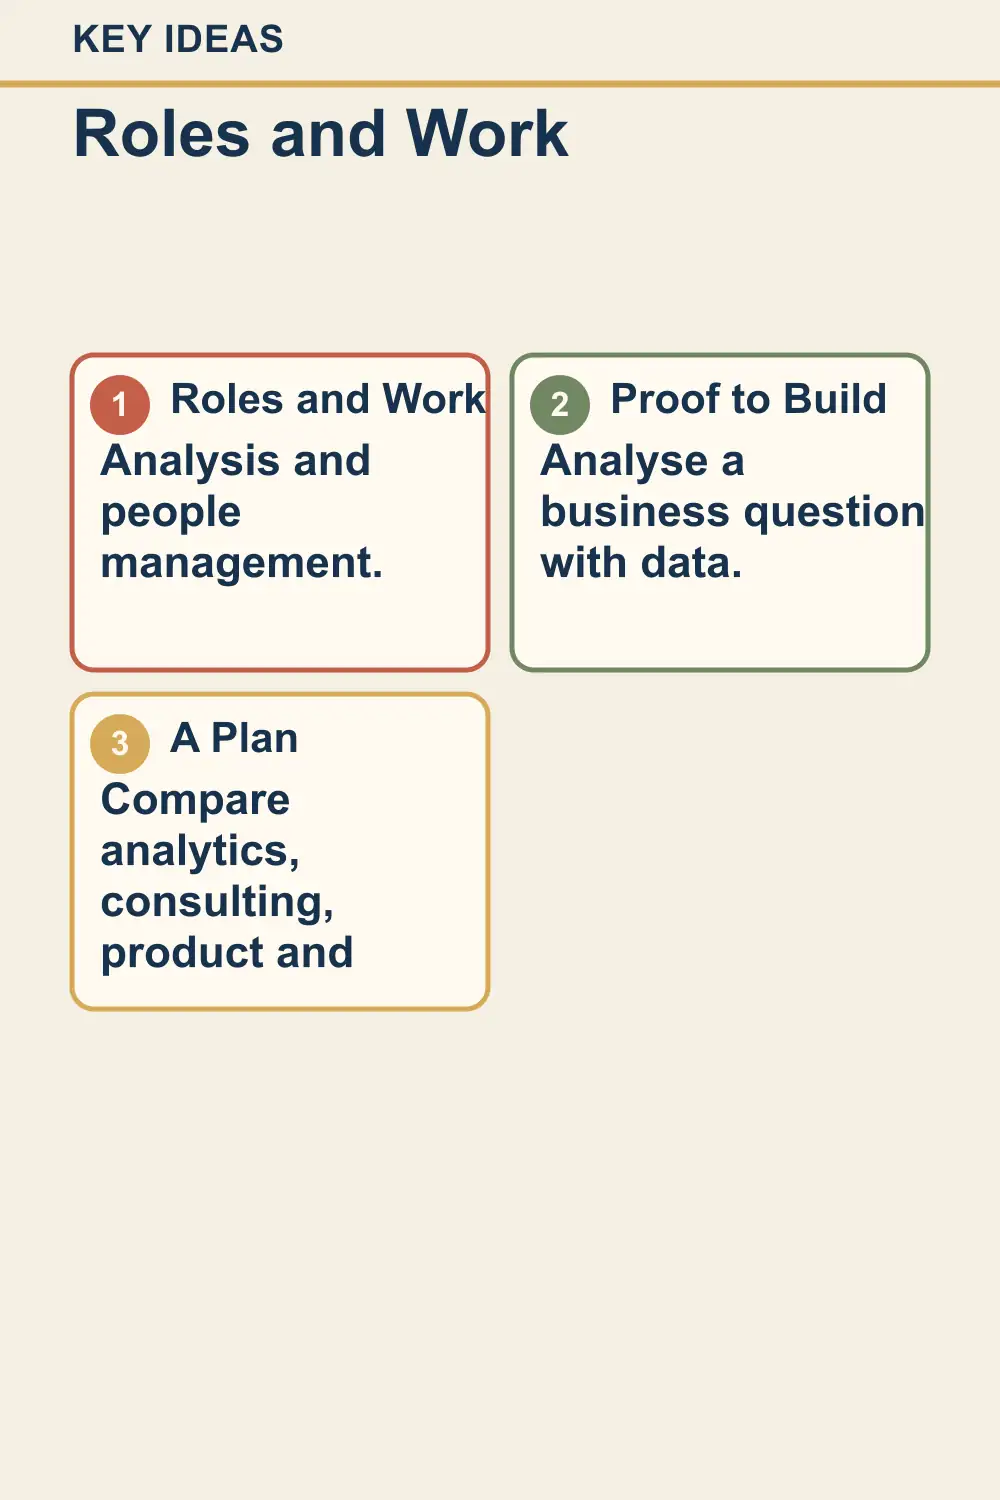 KEY IDEAS
Roles and Work
1 Roles and Work
Analysis and
people
management.
2 Proof to Build
Analyse a
business question
with data.
3 A Plan
Compare
analytics,
consulting,
product and